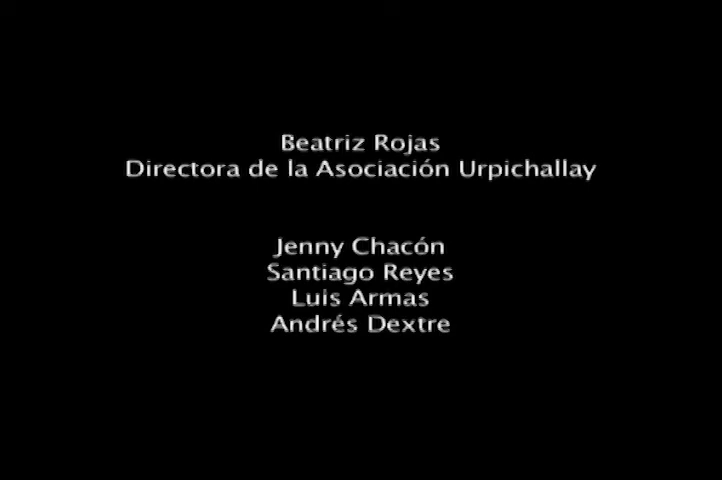 Beatriz Rojas
Directora de la Asociación Urpichallay
Jenny Chacón
Santiago Reyes
Luis Armas
Andrés Dextre